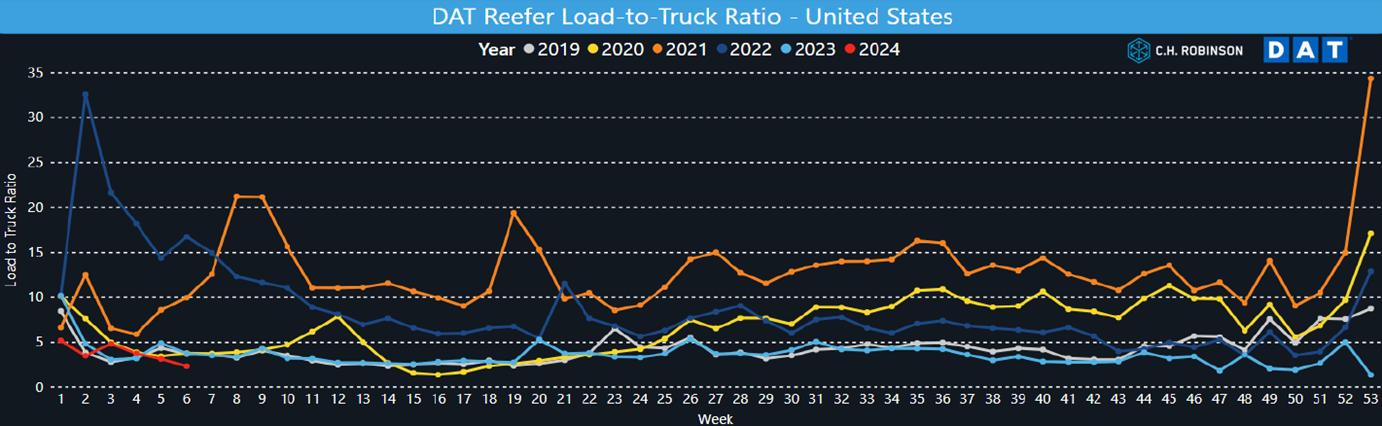 DAT Reefer Load-to-Truck Ratio - United States
Year 2019 2020 2021 2022 2023 2024
C.H. ROBINSON
DAT
35
30
25
20
15
10
5
0
Load to Truck Ratio
1 2 3 4 5 6 7 8 9 10 11 12 13 14 15 16 17 18 19 20 21 22 23 24 25 26 27 28 29 30 31 32 33 34 35 36 37 38 39 40 41 42 43 44 45 46 47 48 49 50 51 52 53
Week